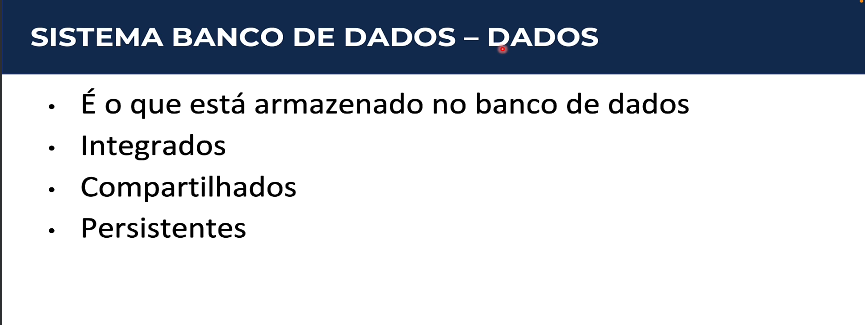 SISTEMA BANCO DE DADOS – DADOS
• É o que está armazenado no banco de dados
• Integrados
• Compartilhados
• Persistentes